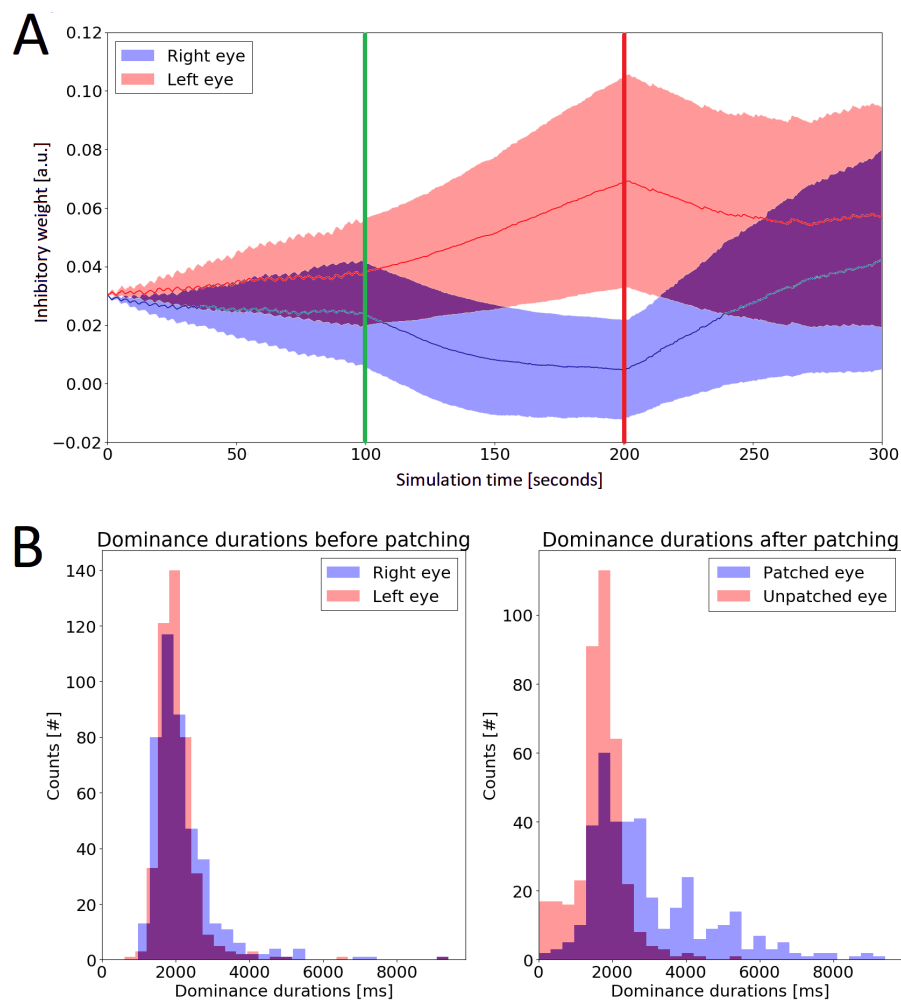 A
0.12
0.10
0.08
0.06
0.04
0.02
0.00
−0.02
Inhibitory weight [a.u.]
Right eye
Left eye
0
50
100
150
200
250
300
Simulation time [seconds]
B
Dominance durations before patching
140
120
100
80
60
40
20
0
Counts [#]
Right eye
Left eye
0
2000
4000
6000
8000
Dominance durations [ms]
Dominance durations after patching
100
80
60
40
20
0
Counts [#]
Patched eye
Unpatched eye
0
2000
4000
6000
8000
Dominance durations [ms]